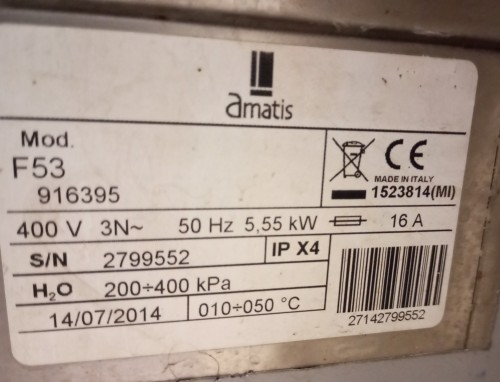 amatis
Mod.
F53
916395
CE
MADE IN ITALY
1523814(MI)
400 V 3N~ 50 Hz 5,55 kW 16 A
S/N 2799552 IP X4
H₂O 200÷400 kPa
14/07/2014 010÷050 °C
27142799552